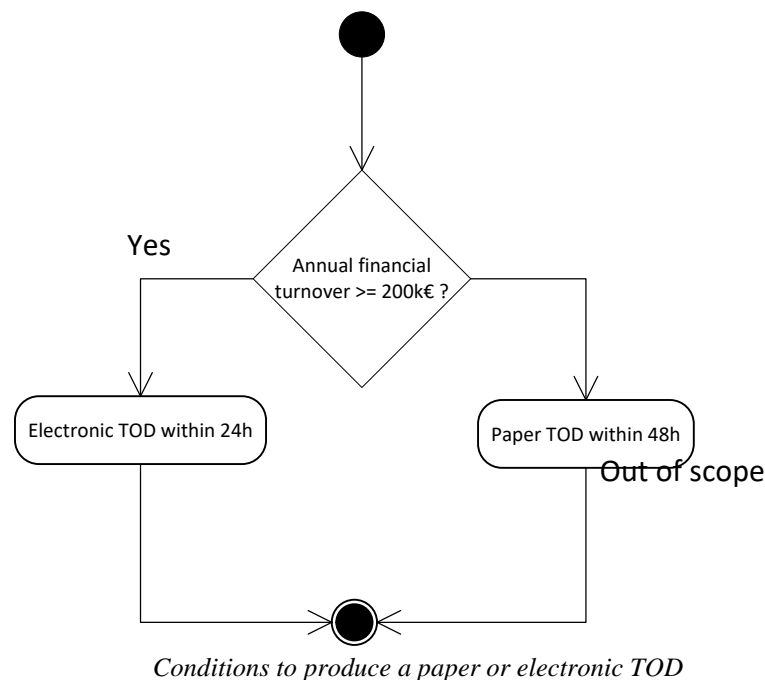 Yes
Annual financial
turnover >= 200k€ ?
Electronic TOD within 24h
Paper TOD within 48h
Out of scope
Conditions to produce a paper or electronic TOD